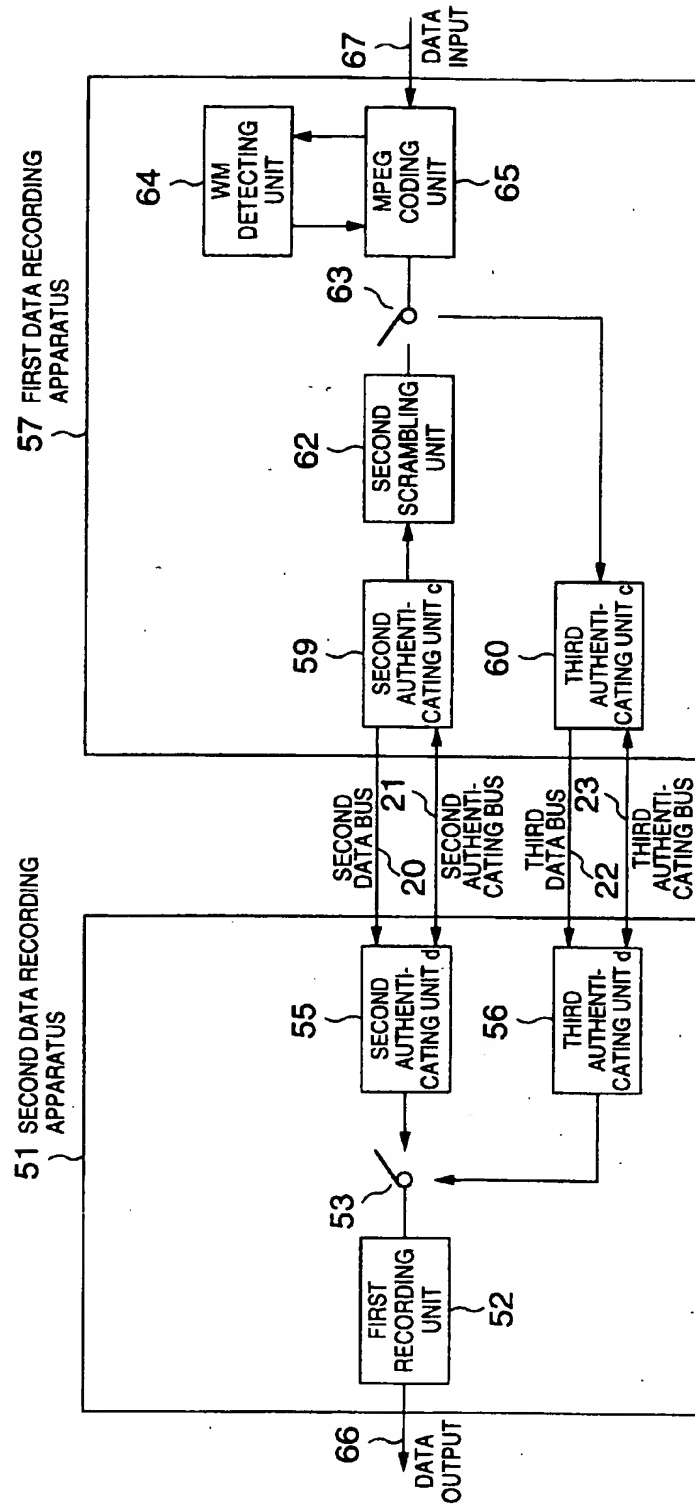 51 SECOND DATA RECORDING
APPARATUS
66
DATA
OUTPUT
FIRST
RECORDING
UNIT
52
53
55
SECOND
AUTHENTI-
CATING UNIT d
56
THIRD
AUTHENTI-
CATING UNIT d
SECOND
DATA BUS
20
21
SECOND
AUTHENTI-
CATING BUS
THIRD
DATA BUS
22
23
THIRD
AUTHENTI-
CATING BUS
57 FIRST DATA RECORDING
APPARATUS
59
SECOND
AUTHENTI-
CATING UNIT c
60
THIRD
AUTHENTI-
CATING UNIT c
62
SECOND
SCRAMBLING
UNIT
63
64
WM
DETECTING
UNIT
MPEG
CODING
UNIT
65
67
DATA
INPUT